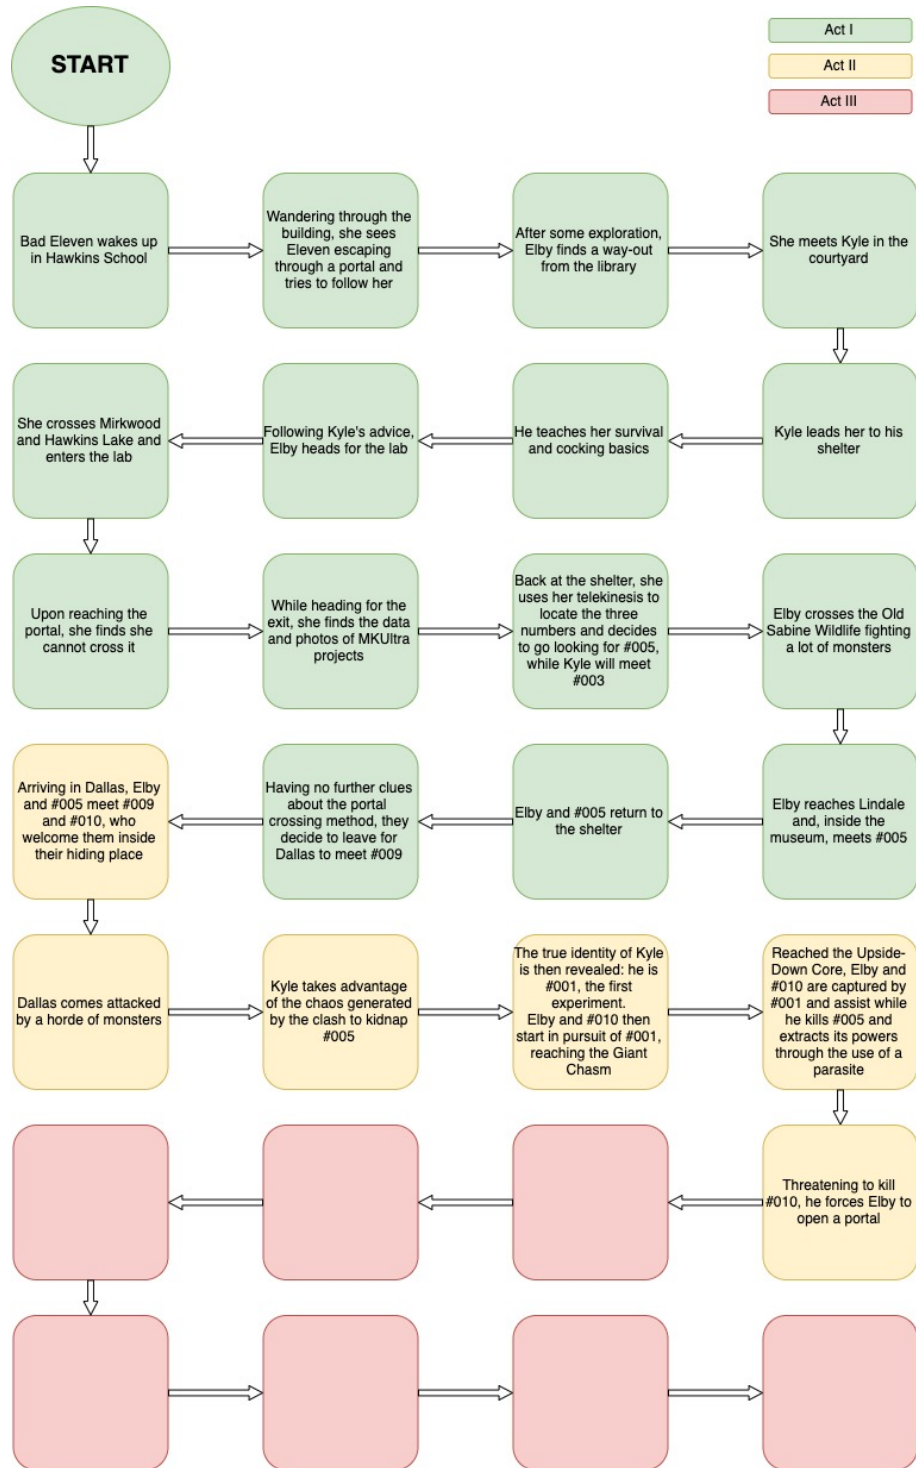 START
Act I
Act II
Act III
Bad Eleven wakes up
in Hawkins School
Wandering through the
building, she sees
Eleven escaping
through a portal and
tries to follow her
After some exploration,
Elby finds a way-out
from the library
She meets Kyle in the
courtyard
Kyle leads her to his
shelter
He teaches her survival
and cocking basics
Following Kyle's advice,
Elby heads for the lab
She crosses Mirkwood
and Hawkins Lake and
enters the lab
Upon reaching the
portal, she finds she
cannot cross it
While heading for the
exit, she finds the data
and photos of MKUltra
projects
Back at the shelter, she
uses her telekinesis to
locate the three
numbers and decides
to go looking for #005,
while Kyle will meet
#003
Elby crosses the Old
Sabine Wildlife fighting
a lot of monsters
Elby reaches Lindale
and, inside the
museum, meets #005
Elby and #005 return to
the shelter
Having no further clues
about the portal
crossing method, they
decide to leave for
Dallas to meet #009
Arriving in Dallas, Elby
and #005 meet #009
and #010, who
welcome them inside
their hiding place
Dallas comes attacked
by a horde of monsters
Kyle takes advantage
of the chaos generated
by the clash to kidnap
#005
The true identity of Kyle
is then revealed: he is
#001, the first
experiment.
Elby and #010 then
start in pursuit of #001,
reaching the Giant
Chasm
Reached the Upside-
Down Core, Elby and
#010 are captured by
#001 and assist while
he kills #005 and
extracts its powers
through the use of a
parasite
Threatening to kill
#010, he forces Elby to
open a portal